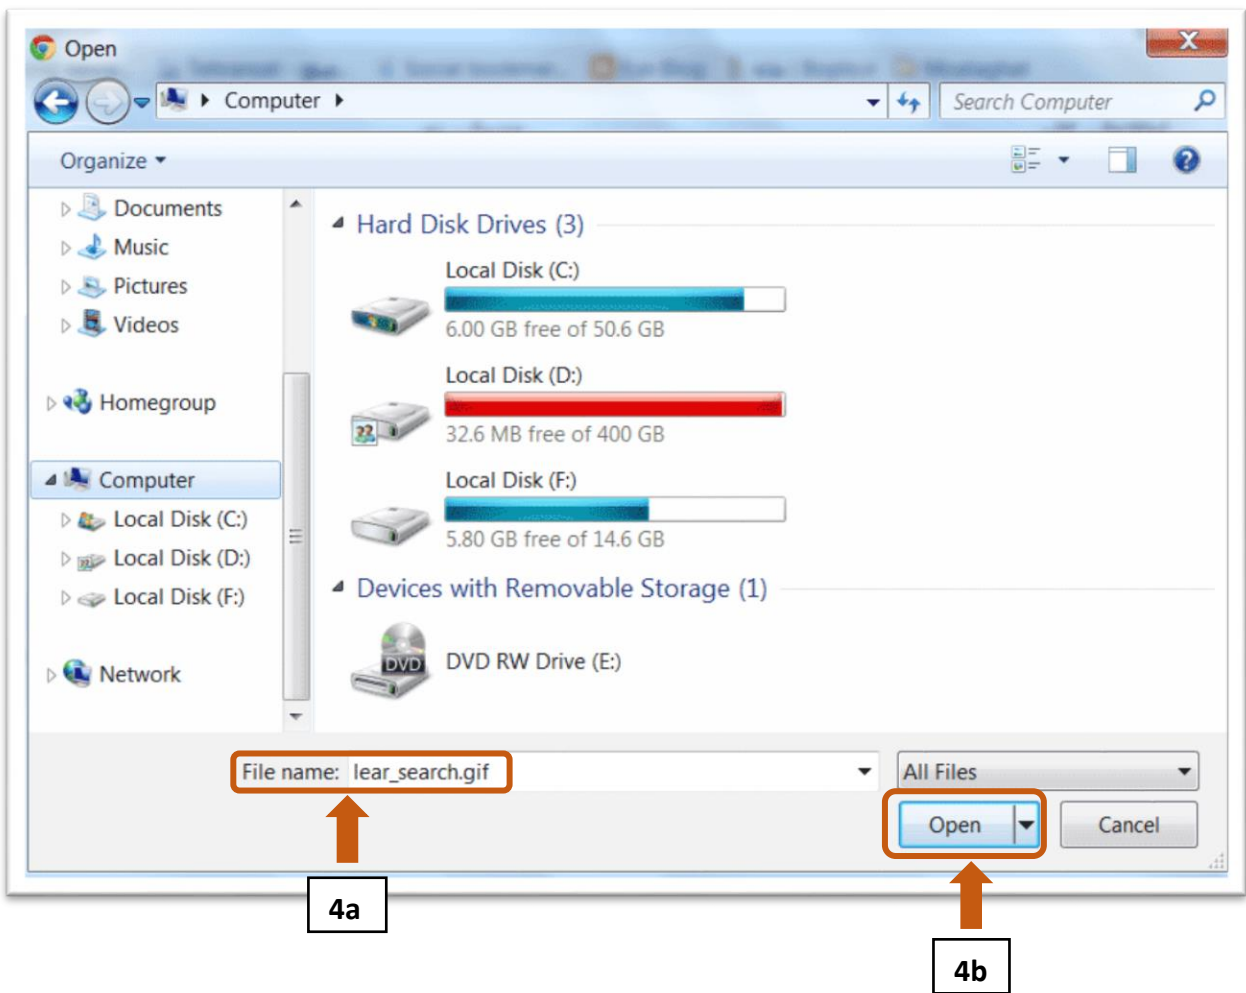 Open
Computer
Search Computer
Organize
Documents
Music
Pictures
Videos
Homegroup
Computer
Local Disk (C:)
Local Disk (D:)
Local Disk (F:)
Network
Hard Disk Drives (3)
Local Disk (C:)
6.00 GB free of 50.6 GB
Local Disk (D:)
32.6 MB free of 400 GB
Local Disk (F:)
5.80 GB free of 14.6 GB
Devices with Removable Storage (1)
DVD
DVD RW Drive (E:)
File name: lear_search.gif
All Files
Open
Cancel
4a
4b